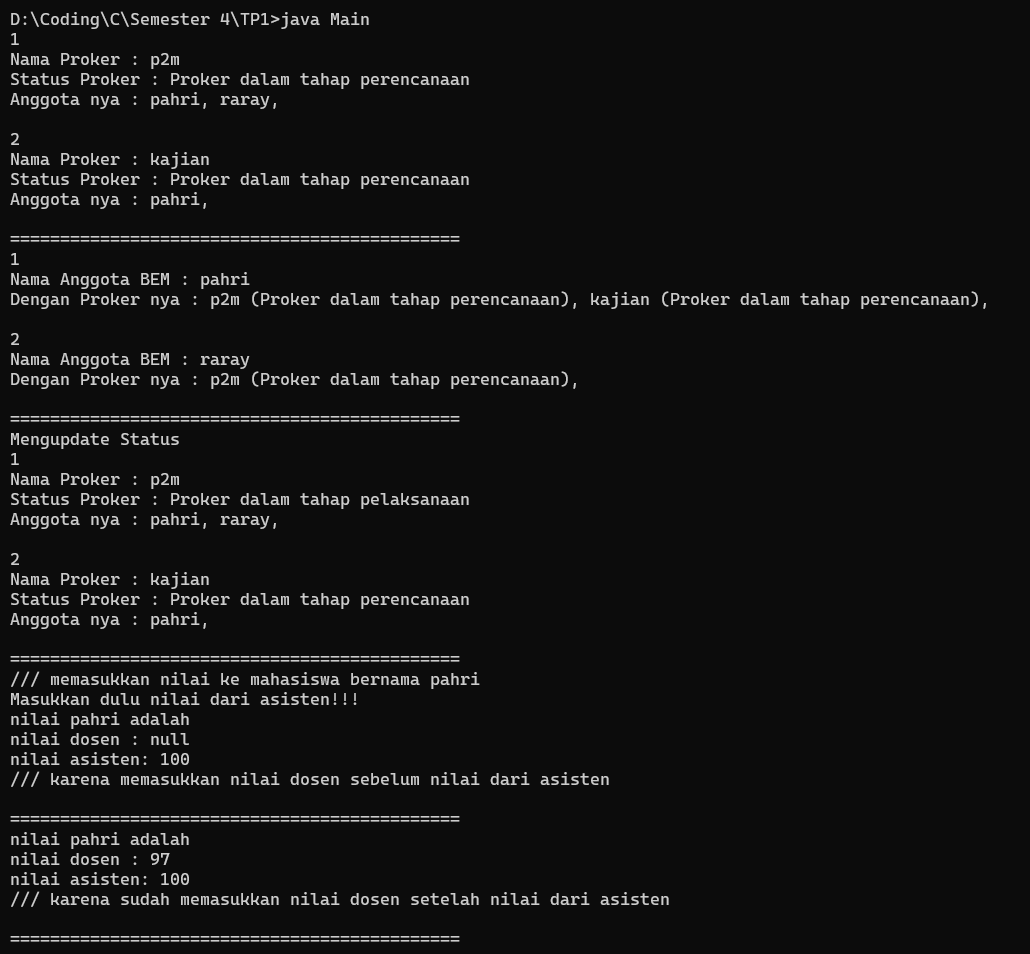 D:\Coding\C\Semester 4\TP1>java Main
1
Nama Proker : p2m
Status Proker : Proker dalam tahap perencanaan
Anggota nya : pahri, raray,
2
Nama Proker : kajian
Status Proker : Proker dalam tahap perencanaan
Anggota nya : pahri,
=============================================
1
Nama Anggota BEM : pahri
Dengan Proker nya : p2m (Proker dalam tahap perencanaan), kajian (Proker dalam tahap perencanaan),
2
Nama Anggota BEM : raray
Dengan Proker nya : p2m (Proker dalam tahap perencanaan),
=============================================
Mengupdate Status
1
Nama Proker : p2m
Status Proker : Proker dalam tahap pelaksanaan
Anggota nya : pahri, raray,
2
Nama Proker : kajian
Status Proker : Proker dalam tahap perencanaan
Anggota nya : pahri,
=============================================
/// memasukkan nilai ke mahasiswa bernama pahri
Masukkan dulu nilai dari asisten!!!
nilai pahri adalah
nilai dosen : null
nilai asisten: 100
/// karena memasukkan nilai dosen sebelum nilai dari asisten
=============================================
nilai pahri adalah
nilai dosen : 97
nilai asisten: 100
/// karena sudah memasukkan nilai dosen setelah nilai dari asisten
=============================================